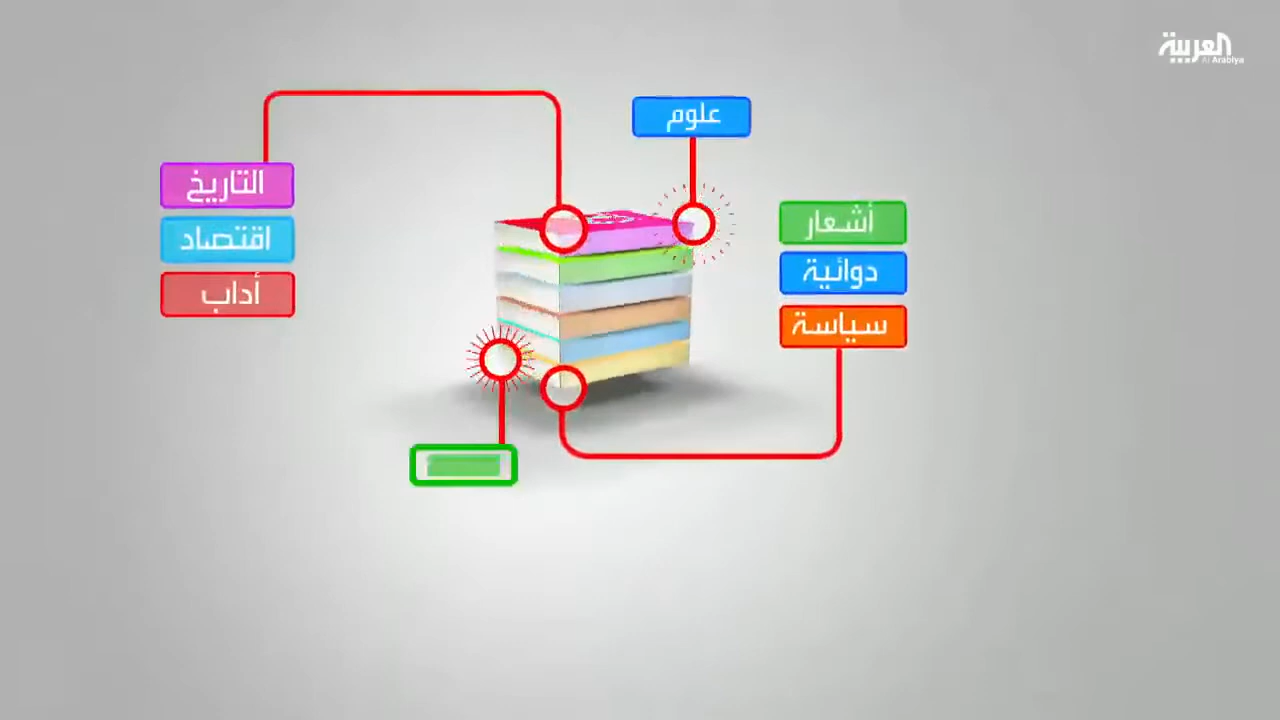 العربية
Al Arabiya
علوم
التاريخ
اقتصاد
أداب
أشعار
دوائية
سياسة